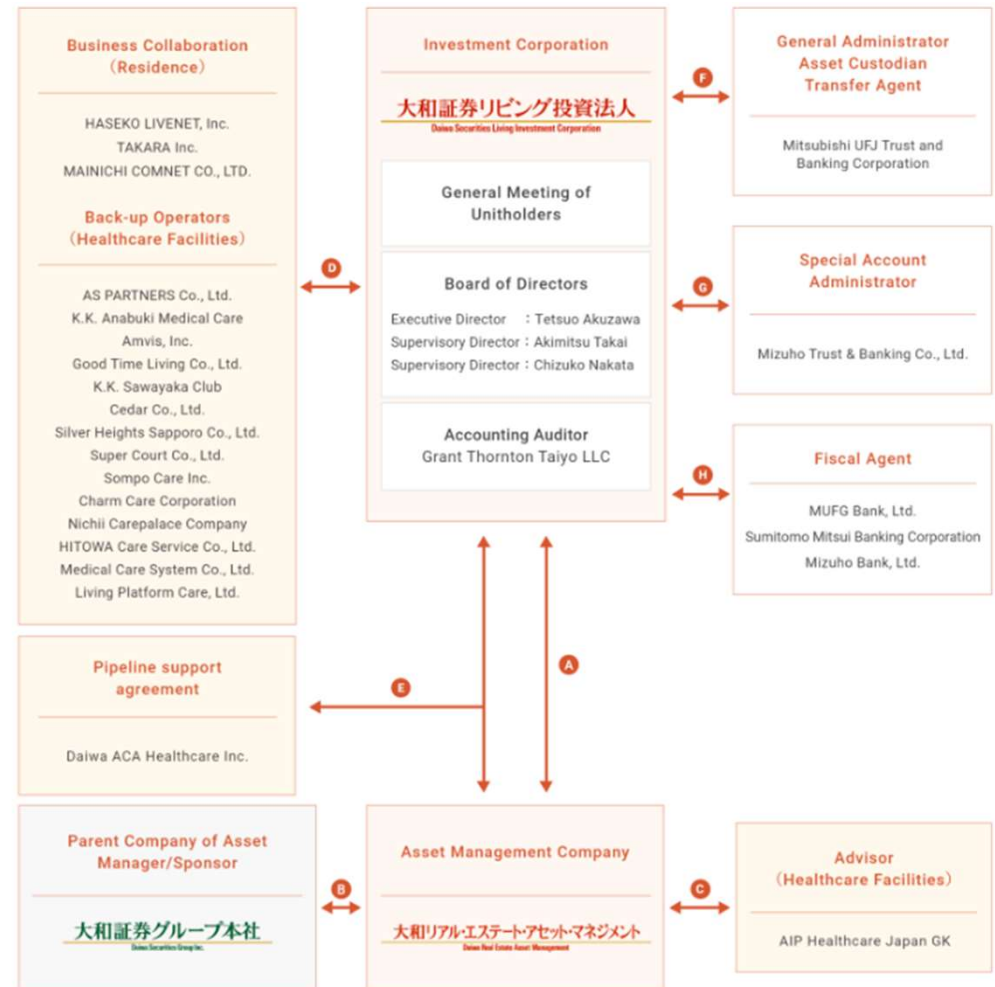 Business Collaboration
（Residence）
HASEKO LIVENET, Inc.
TAKARA Inc.
MAINICHI COMNET CO., LTD.
Back-up Operators
（Healthcare Facilities）
AS PARTNERS Co., Ltd.
K.K. Anabuki Medical Care
Amvis, Inc.
Good Time Living Co., Ltd.
K.K. Sawayaka Club
Cedar Co., Ltd.
Silver Heights Sapporo Co., Ltd.
Super Court Co., Ltd.
Sompo Care Inc.
Charm Care Corporation
Nichii Carepalace Company
HITOWA Care Service Co., Ltd.
Medical Care System Co., Ltd.
Living Platform Care, Ltd.
D
Investment Corporation
大和証券リビング投資法人
Daiwa Securities Living Investment Corporation
General Meeting of
Unitholders
Board of Directors
Executive Director ：Tetsuo Akuzawa
Supervisory Director：Akimitsu Takai
Supervisory Director：Chizuko Nakata
Accounting Auditor
Grant Thornton Taiyo LLC
F
General Administrator
Asset Custodian
Transfer Agent
Mitsubishi UFJ Trust and
Banking Corporation
G
Special Account
Administrator
Mizuho Trust & Banking Co., Ltd.
H
Fiscal Agent
MUFG Bank, Ltd.
Sumitomo Mitsui Banking Corporation
Mizuho Bank, Ltd.
Pipeline support
agreement
Daiwa ACA Healthcare Inc.
E
A
Parent Company of Asset
Manager/Sponsor
大和証券グループ本社
Daiwa Securities Group Inc.
B
Asset Management Company
大和リアル・エステート・アセット・マネジメント
Daiwa Real Estate Asset Management
C
Advisor
（Healthcare Facilities）
AIP Healthcare Japan GK